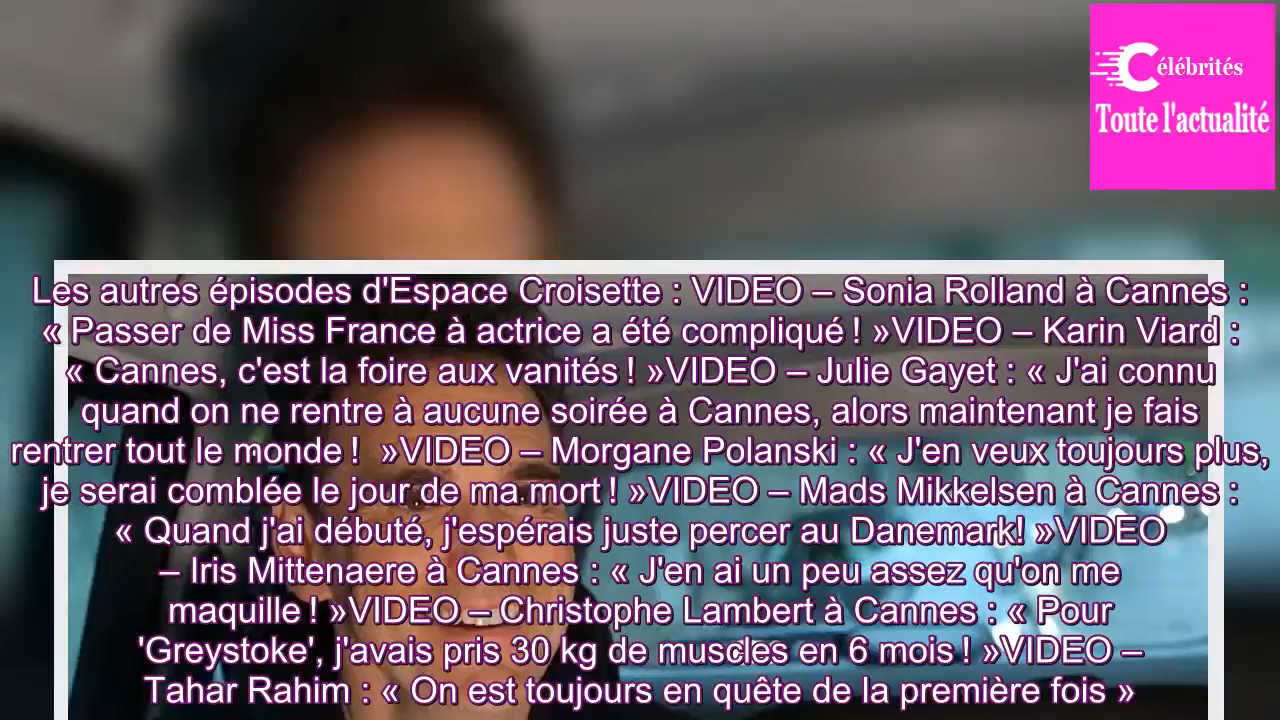 Célébrités
Toute l'actualité
Les autres épisodes d'Espace Croisette : VIDEO – Sonia Rolland à Cannes :
« Passer de Miss France à actrice a été compliqué ! »VIDEO – Karin Viard :
« Cannes, c'est la foire aux vanités ! »VIDEO – Julie Gayet : « J'ai connu
quand on ne rentre à aucune soirée à Cannes, alors maintenant je fais
rentrer tout le monde !  »VIDEO – Morgane Polanski : « J'en veux toujours plus,
je serai comblée le jour de ma mort ! »VIDEO – Mads Mikkelsen à Cannes :
« Quand j'ai débuté, j'espérais juste percer au Danemark! »VIDEO
– Iris Mittenaere à Cannes : « J'en ai un peu assez qu'on me
maquille ! »VIDEO – Christophe Lambert à Cannes : « Pour
'Greystoke', j'avais pris 30 kg de muscles en 6 mois ! »VIDEO –
Tahar Rahim : « On est toujours en quête de la première fois »